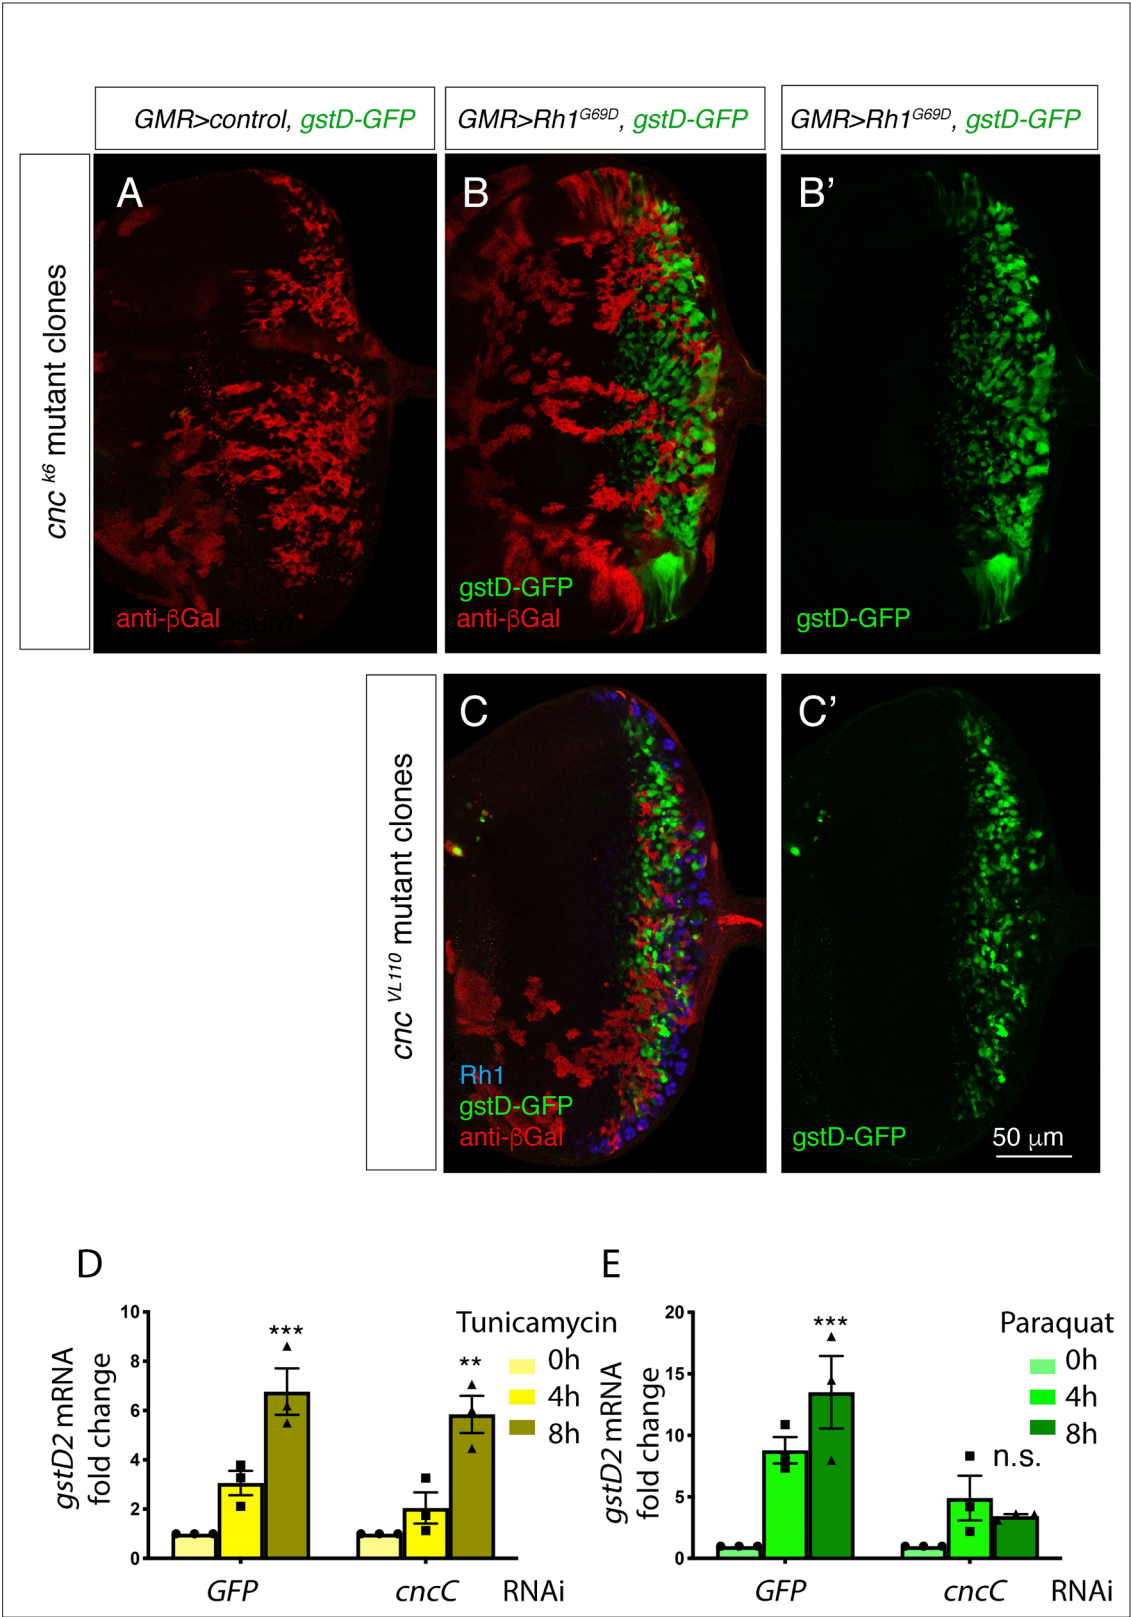 GMR>control, gstD-GFP
GMR>Rh1G69D, gstD-GFP
GMR>Rh1G69D, gstD-GFP
cnc k6 mutant clones
A
anti-βGal
B
gstD-GFP
anti-βGal
B’
gstD-GFP
cnc VL110 mutant clones
C
Rh1
gstD-GFP
anti-βGal
C’
gstD-GFP
50 μm
D
gstD2 mRNA
fold change
10
8
6
4
2
0
***
**
Tunicamycin
0h
4h
8h
GFP
cncC
RNAi
E
gstD2 mRNA
fold change
20
15
10
5
0
***
n.s.
Paraquat
0h
4h
8h
GFP
cncC
RNAi